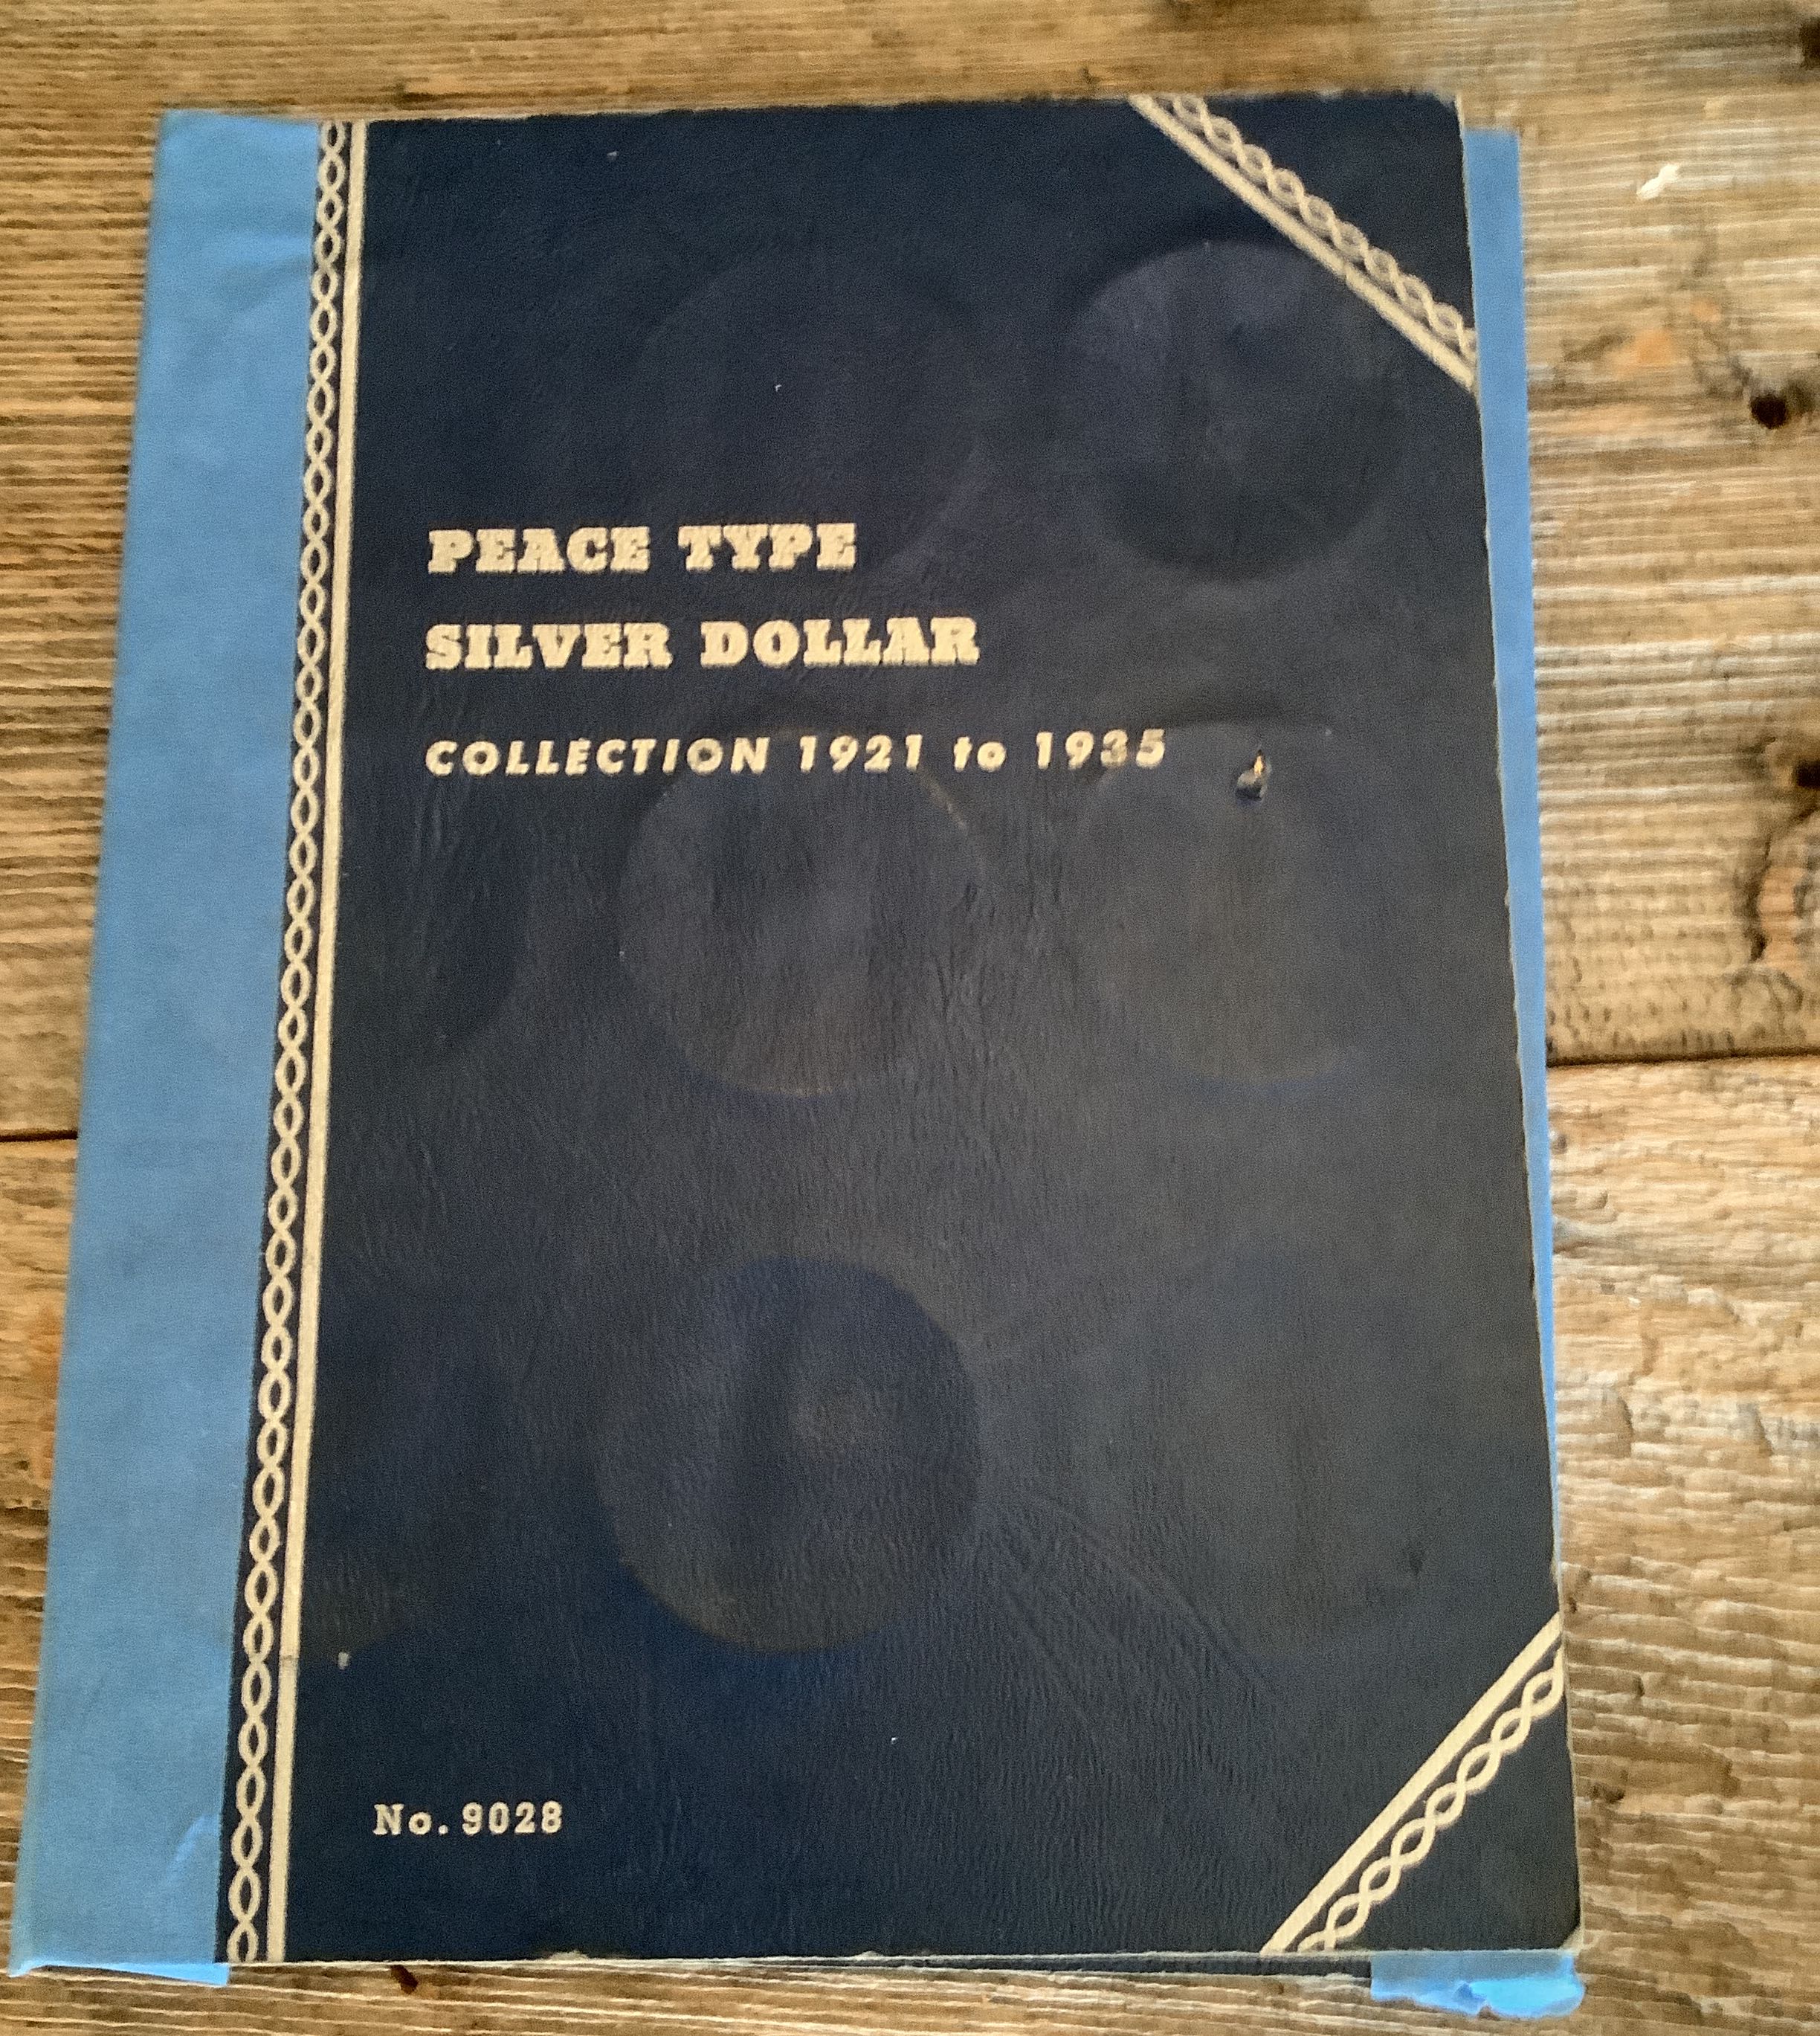 PEACE TYPE
SILVER DOLLAR
COLLECTION 1921 to 1935
No. 9028